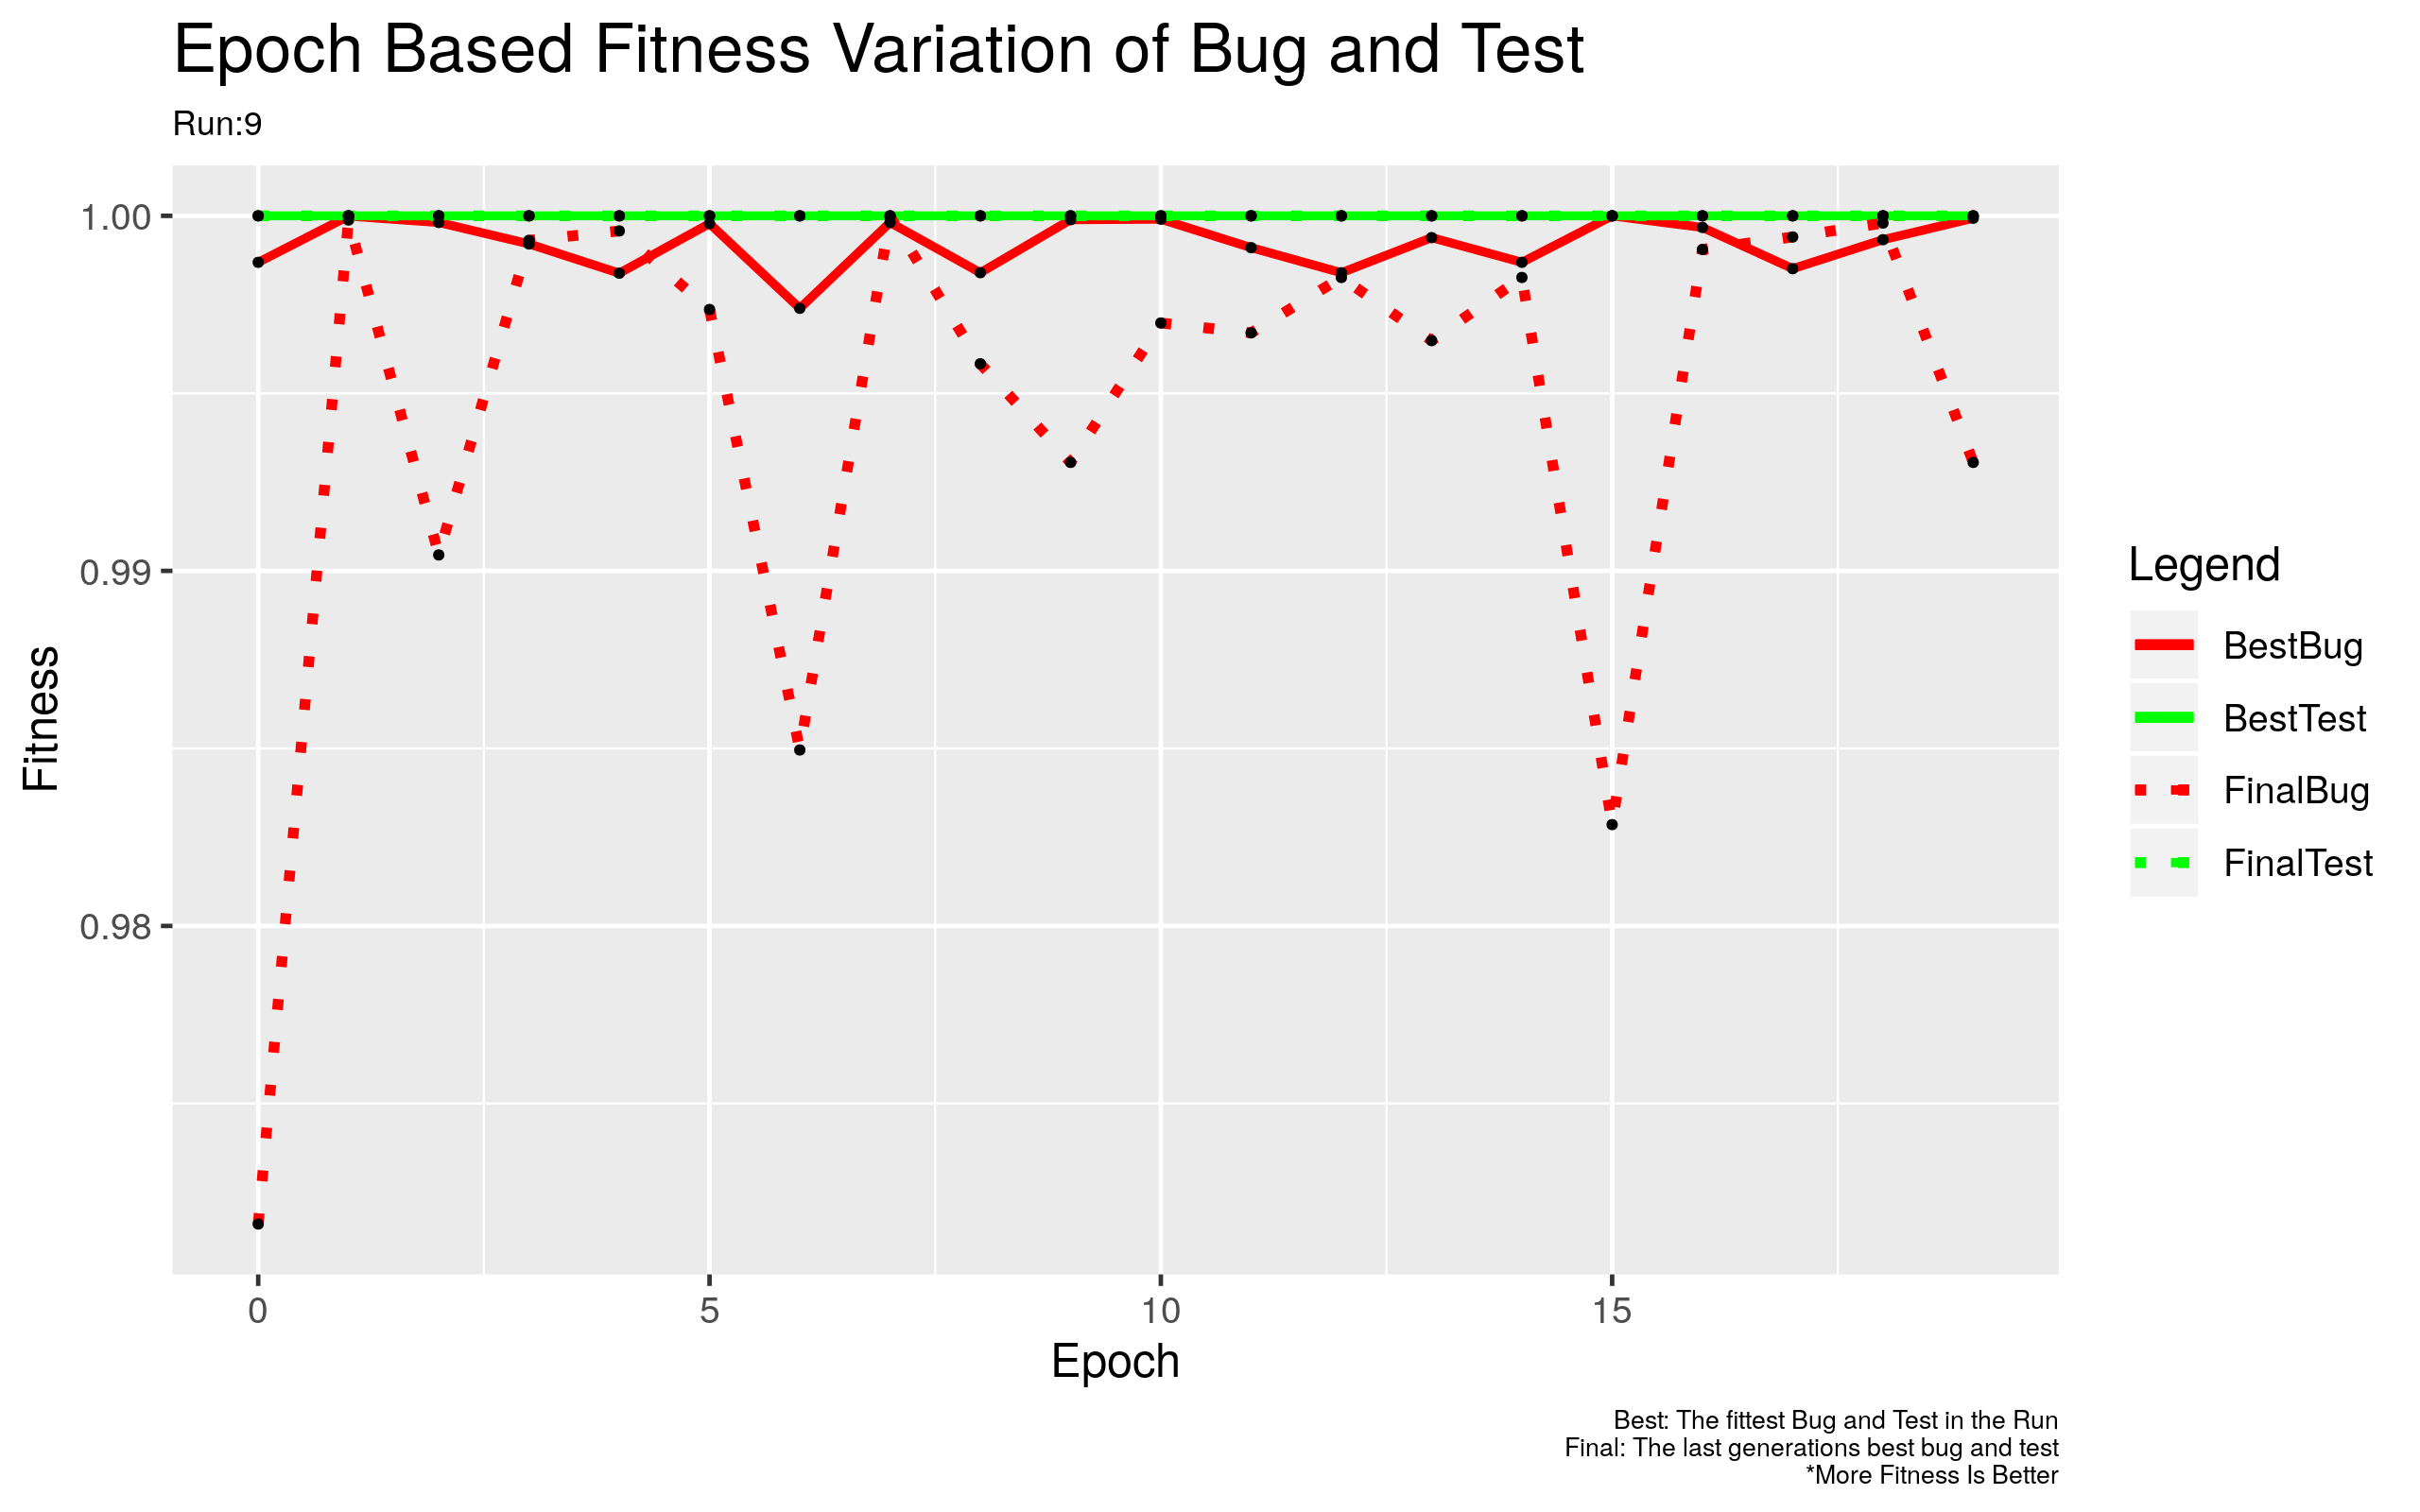 Epoch Based Fitness Variation of Bug and Test
Run:9
1.00
0.99
0.98
Fitness
0 5 10 15
Epoch
Legend
BestBug
BestTest
FinalBug
FinalTest
Best: The fittest Bug and Test in the Run
Final: The last generations best bug and test
*More Fitness Is Better